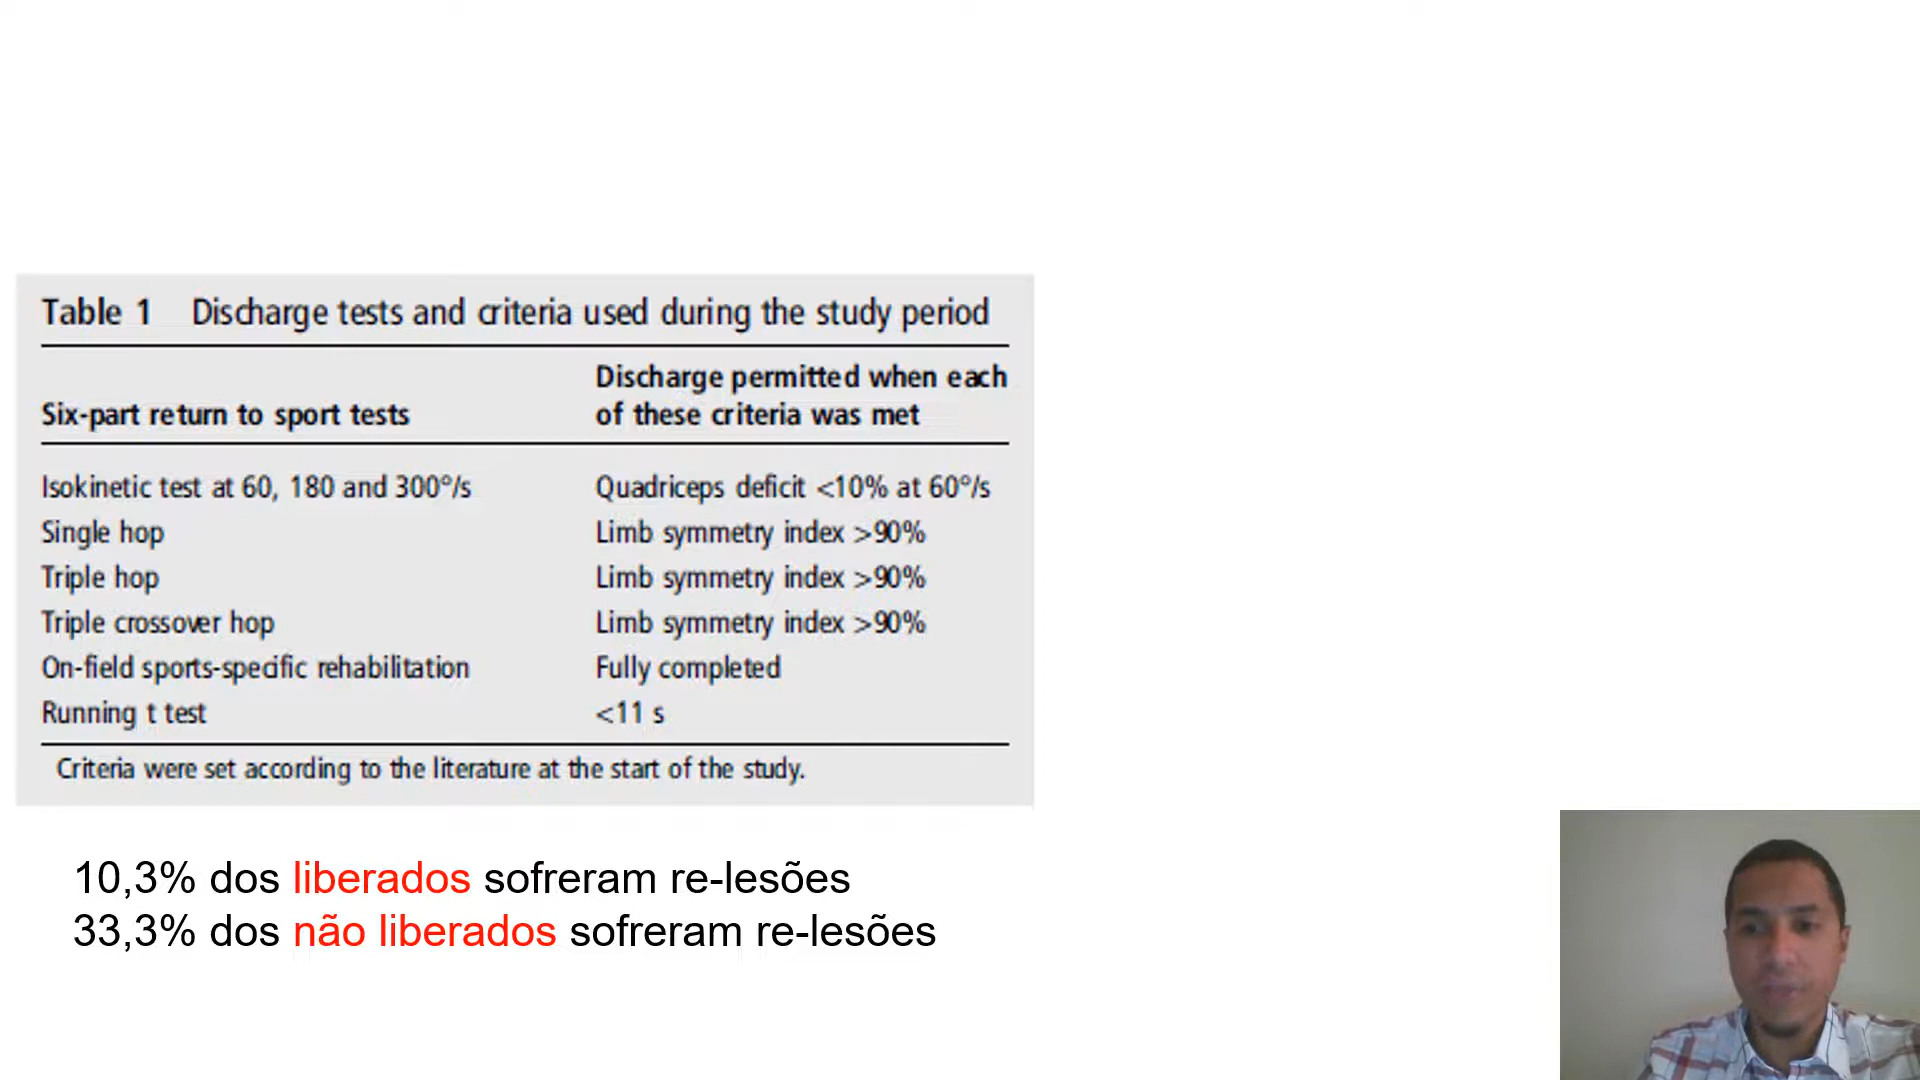 Table 1 Discharge tests and criteria used during the study period
Six-part return to sport tests
Discharge permitted when each
of these criteria was met
Isokinetic test at 60, 180 and 300°/s Quadriceps deficit <10% at 60°/s
Single hop Limb symmetry index >90%
Triple hop Limb symmetry index >90%
Triple crossover hop Limb symmetry index >90%
On-field sports-specific rehabilitation Fully completed
Running t test <11 s
Criteria were set according to the literature at the start of the study.
10,3% dos liberados sofreram re-lesões
33,3% dos não liberados sofreram re-lesões